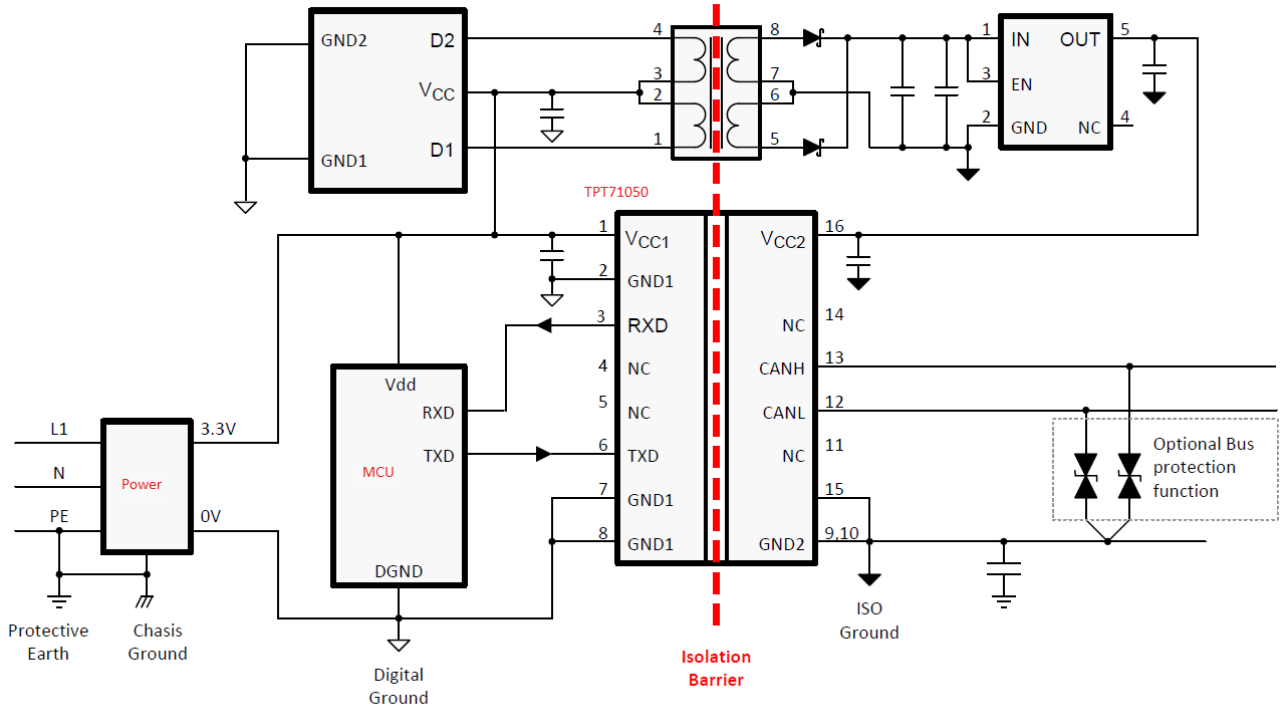 GND2
D2
4
8
1
IN
OUT
5
3
7
3
EN
VCC
2
6
2
GND
NC
4
GND1
D1
1
5
TPT71050
1
VCC1
VCC2
16
2
GND1
3
RXD
NC
14
4
NC
CANH
13
Vdd
RXD
5
NC
CANL
12
L1
3.3V
TXD
6
TXD
NC
11
Optional Bus
protection
function
N
Power
MCU
7
GND1
15
PE
0V
8
GND1
GND2
9,10
DGND
Protective
Earth
Chasis
Ground
Digital
Ground
Isolation
Barrier
ISO
Ground